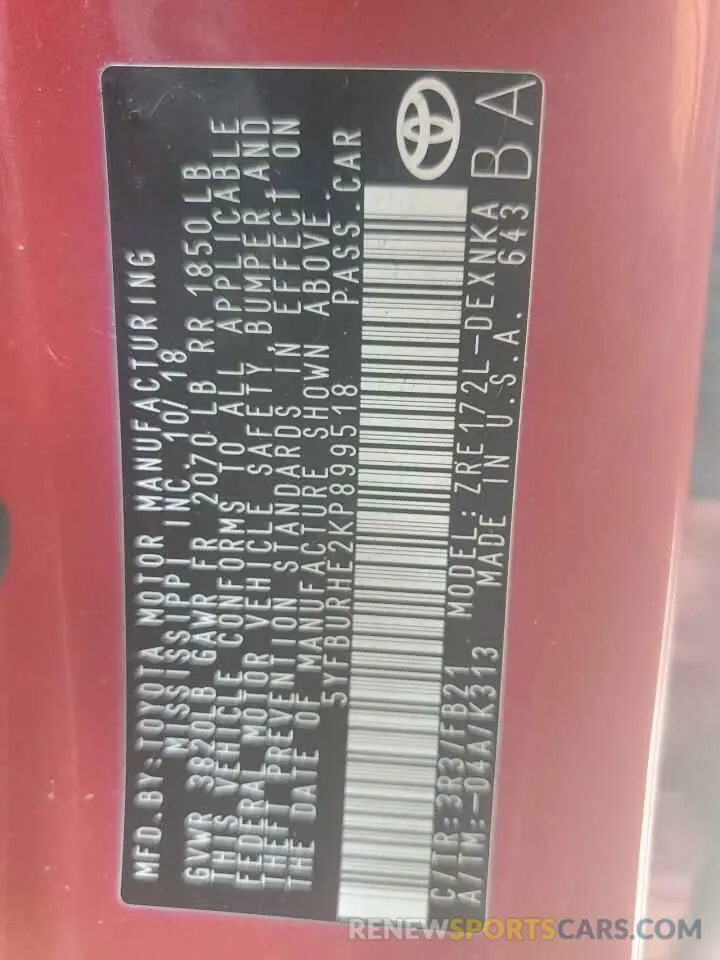 MFD.BY:TOYOTA MOTOR MANUFACTURING
MISSISSIPPI INC. 10/18
GVWR 3820LB GAWR FR 2070LB RR 1850LB
THIS VEHICLE CONFORMS TO ALL APPLICABLE
FEDERAL MOTOR VEHICLE SAFETY, BUMPER, AND
THEFT PREVENTION STANDARDS IN EFFECT ON
THE DATE OF MANUFACTURE SHOWN ABOVE.
5YFBURHE2KP899518 PASS.CAR
C/TR:3R3/FB21 MODEL:ZRE172L-DEXNKA
A/TM:-04A/K313 MADE IN U.S.A. 643
BA
RENEWSPORTSCARS.COM